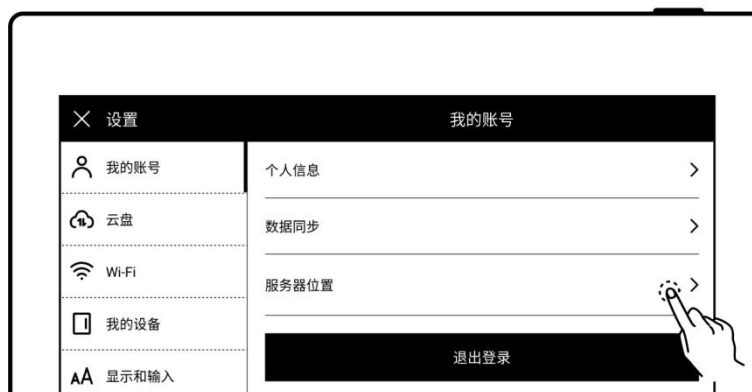 设置
我的账号
我的账号
云盘
Wi-Fi
我的设备
显示和输入
个人信息
数据同步
服务器位置
退出登录